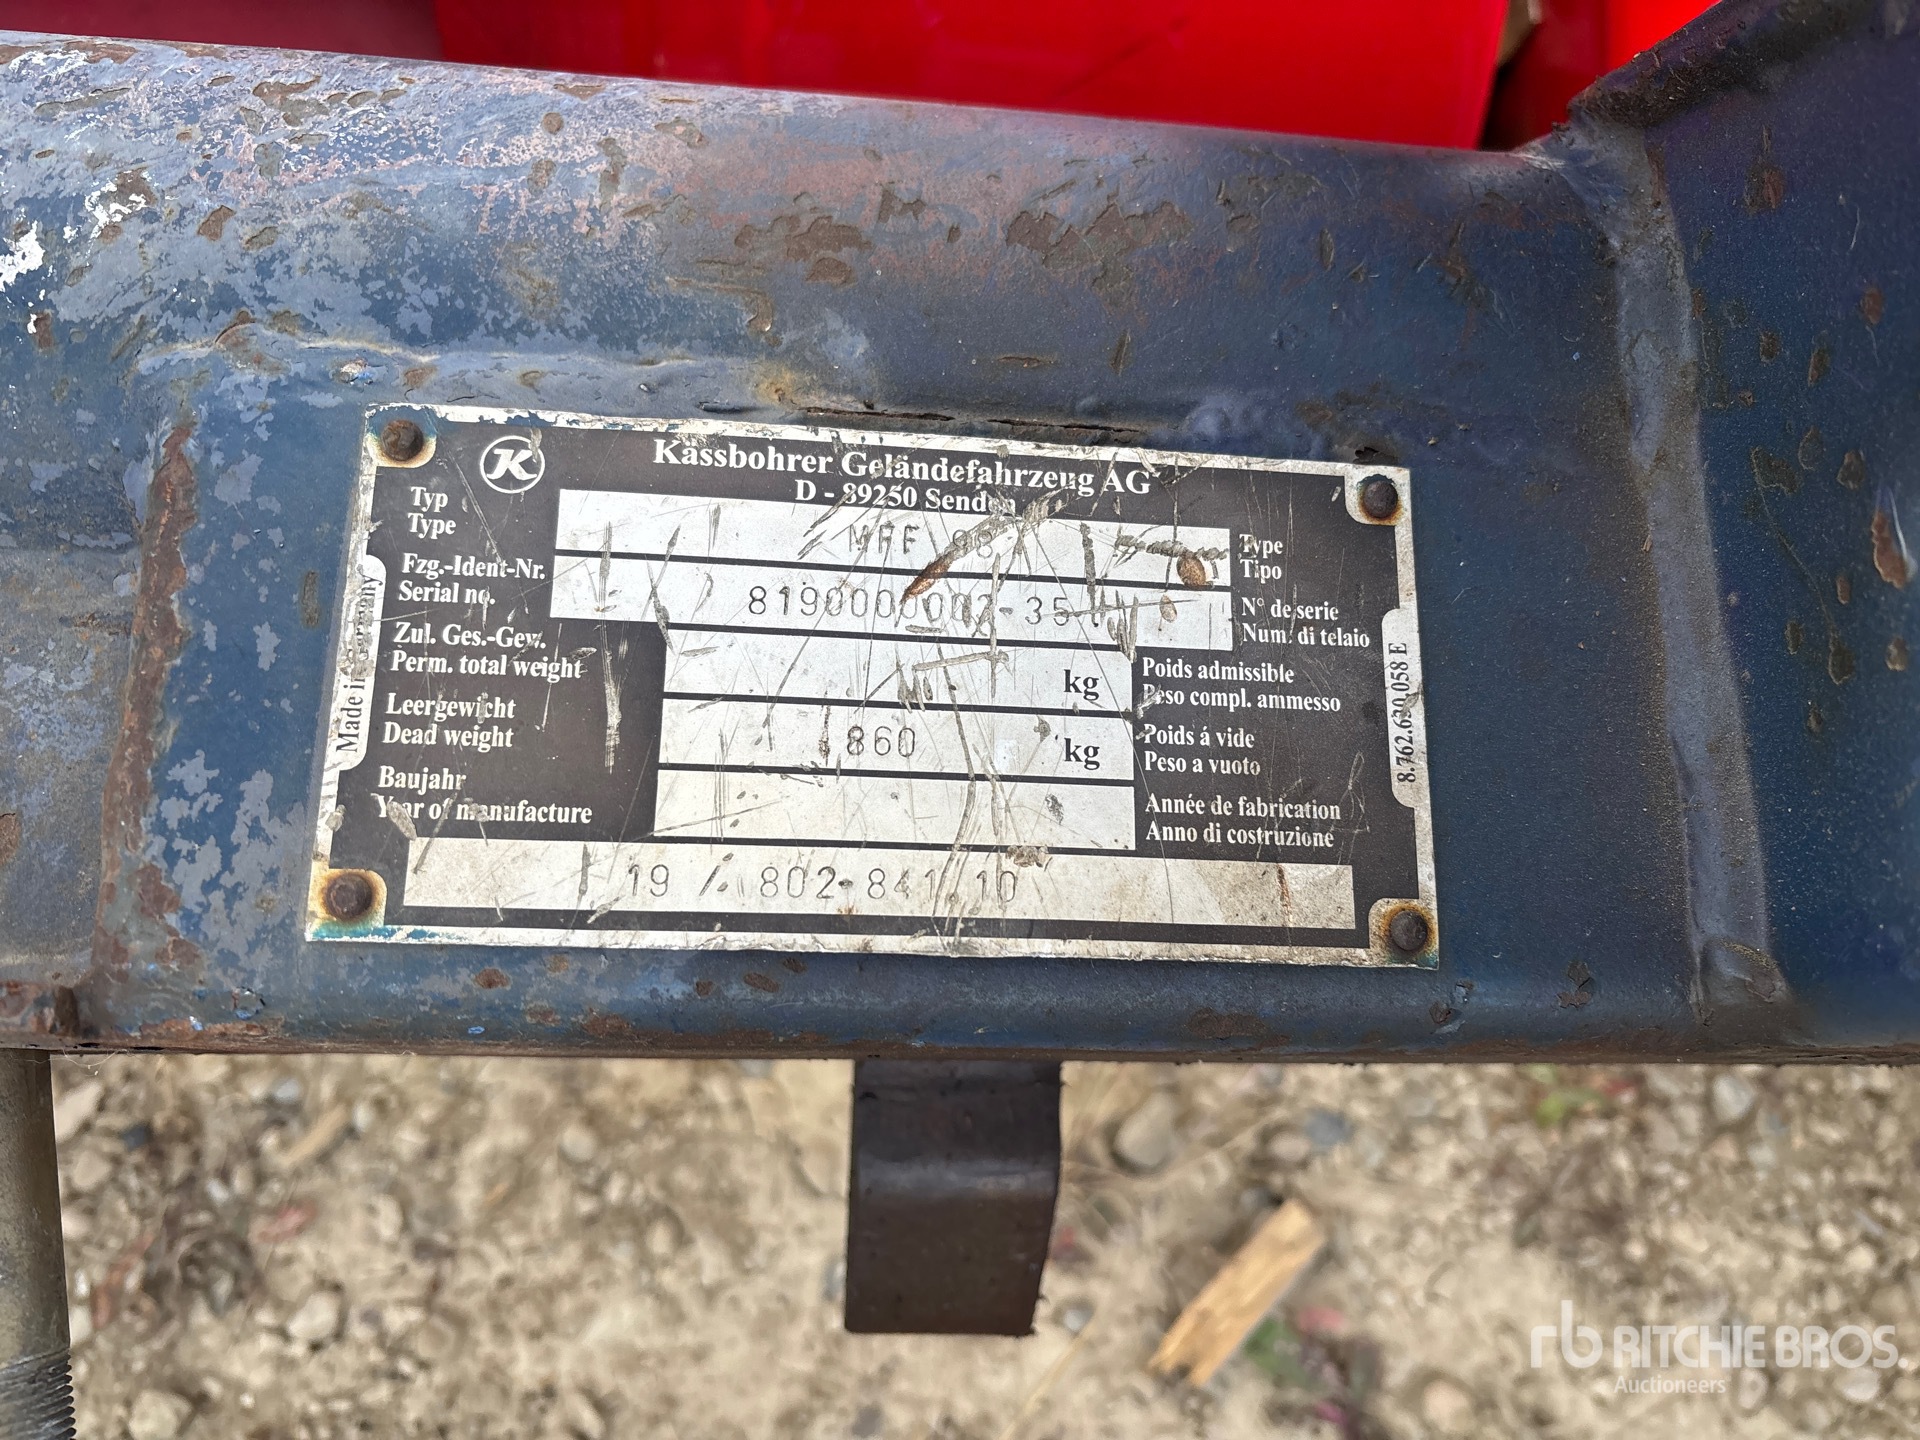 K
Kässbohrer Geländefahrzeug AG
D - 89250 Senden
Typ
Type
MFF
Type
Tipo
Fzg.-Ident-Nr.
Serial no.
N° de serie
Num. di telaio
Zul. Ges.-Gew.
Perm. total weight
kg
Poids admissible
Peso compl. ammesso
Leergewicht
Dead weight
860
kg
Poids á vide
Peso a vuoto
Baujahr
Year of manufacture
Année de fabrication
Anno di costruzione
19 / 802-841.10
Made in Germany
8.762.620.058 E
rb RITCHIE BROS.
Auctioneers